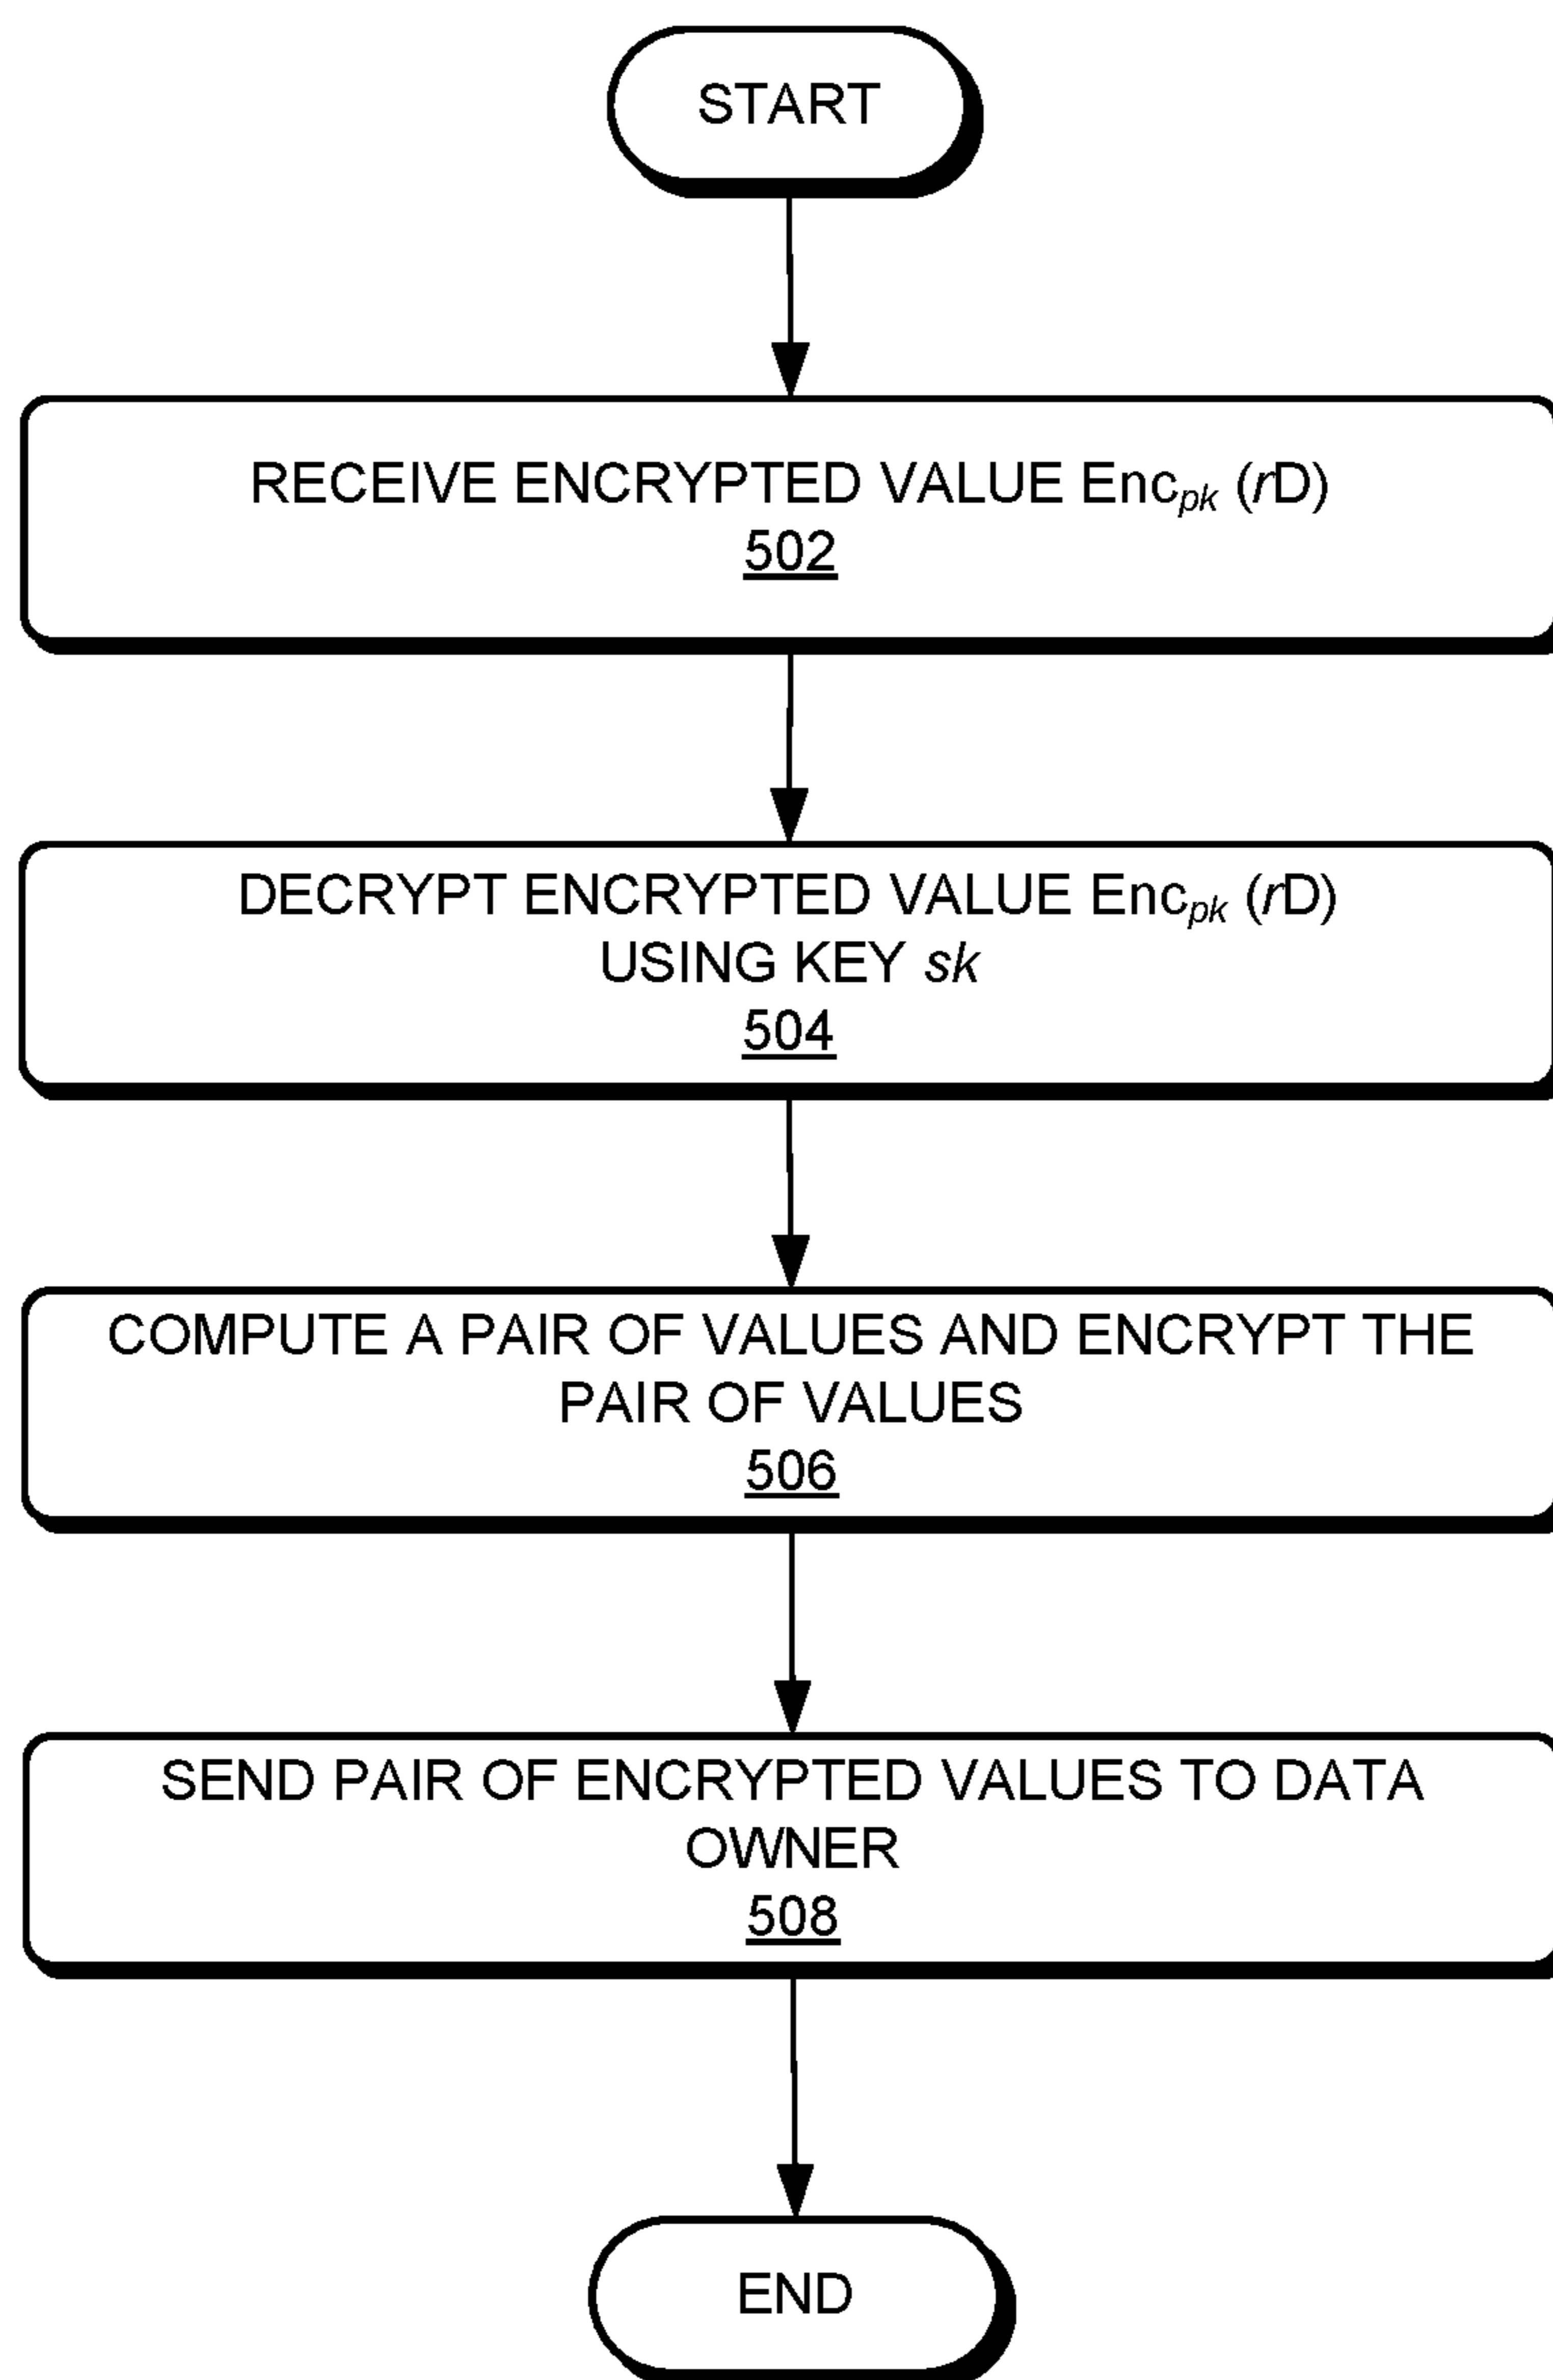 START
RECEIVE ENCRYPTED VALUE Encpk (rD)
502
DECRYPT ENCRYPTED VALUE Encpk (rD)
USING KEY sk
504
COMPUTE A PAIR OF VALUES AND ENCRYPT THE
PAIR OF VALUES
506
SEND PAIR OF ENCRYPTED VALUES TO DATA
OWNER
508
END